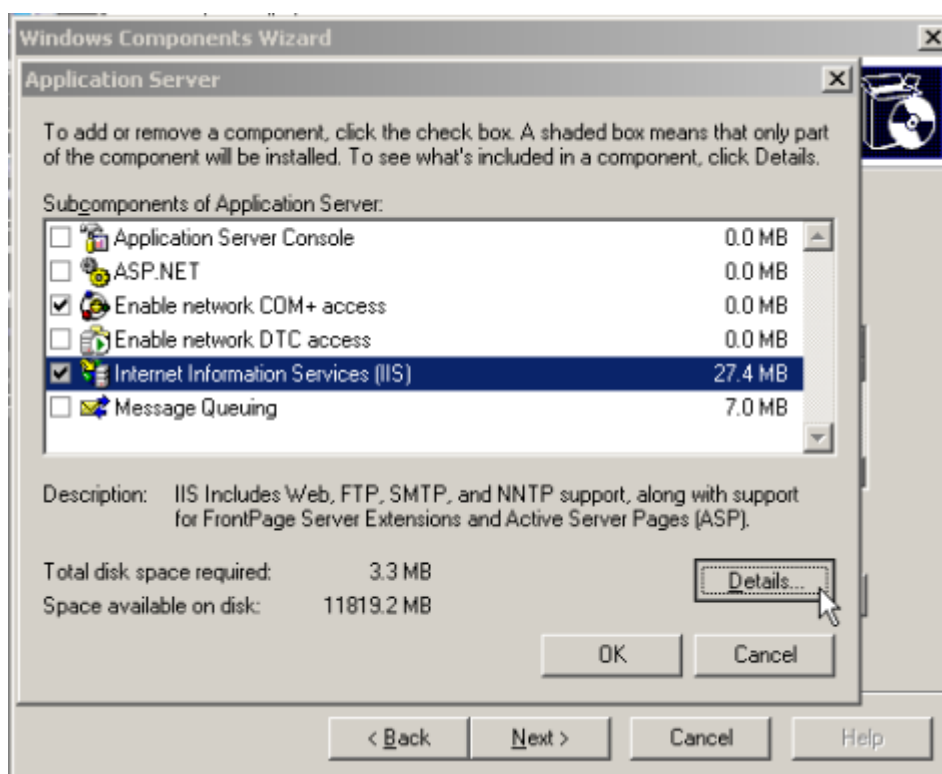 Windows Components Wizard
Application Server
To add or remove a component, click the check box. A shaded box means that only part
of the component will be installed. To see what's included in a component, click Details.
Subcomponents of Application Server:
Application Server Console 0.0 MB
ASP.NET 0.0 MB
Enable network COM+ access 0.0 MB
Enable network DTC access 0.0 MB
Internet Information Services (IIS) 27.4 MB
Message Queuing 7.0 MB
Description: IIS Includes Web, FTP, SMTP, and NNTP support, along with support
for FrontPage Server Extensions and Active Server Pages (ASP).
Total disk space required: 3.3 MB
Space available on disk: 11819.2 MB
Details...
OK Cancel
< Back Next > Cancel Help